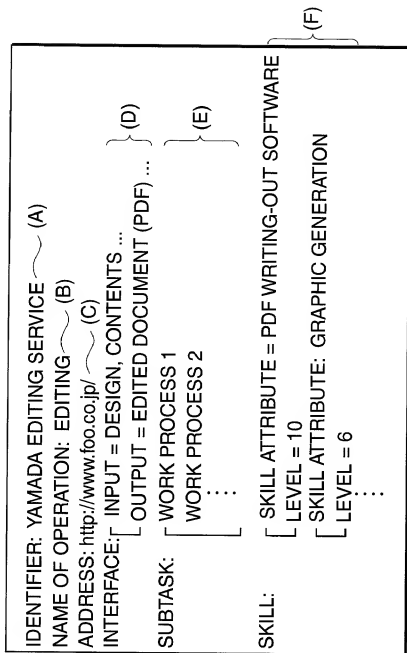 IDENTIFIER: YAMADA EDITING SERVICE (A)
NAME OF OPERATION: EDITING (B)
ADDRESS: http://www.foo.co.jp/ (C)
INTERFACE: INPUT = DESIGN, CONTENTS ...
OUTPUT = EDITED DOCUMENT (PDF) ... (D)
SUBTASK: WORK PROCESS 1
WORK PROCESS 2 (E)
⋮
SKILL: SKILL ATTRIBUTE = PDF WRITING-OUT SOFTWARE
LEVEL = 10
SKILL ATTRIBUTE: GRAPHIC GENERATION (F)
LEVEL = 6
⋮